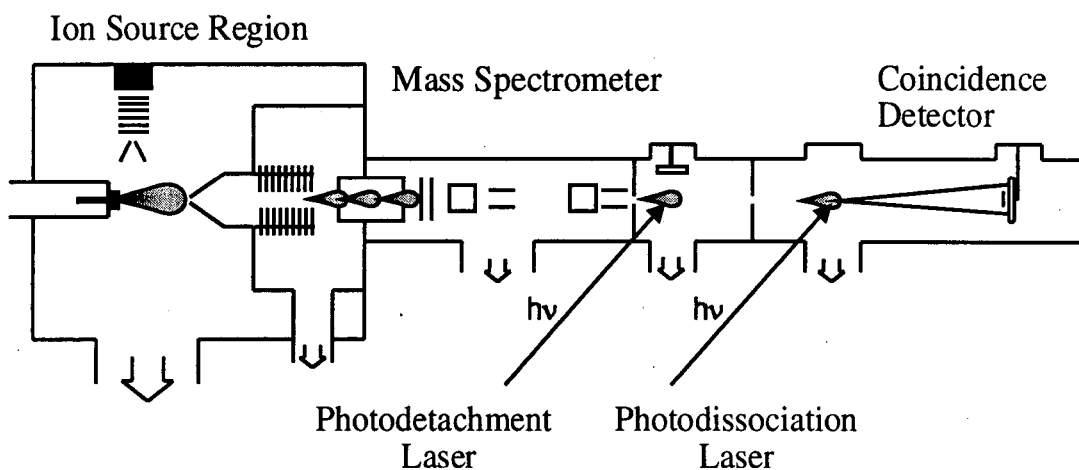 Ion Source Region
Mass Spectrometer
Coincidence
Detector
hν
hν
Photodetachment
Laser
Photodissociation
Laser